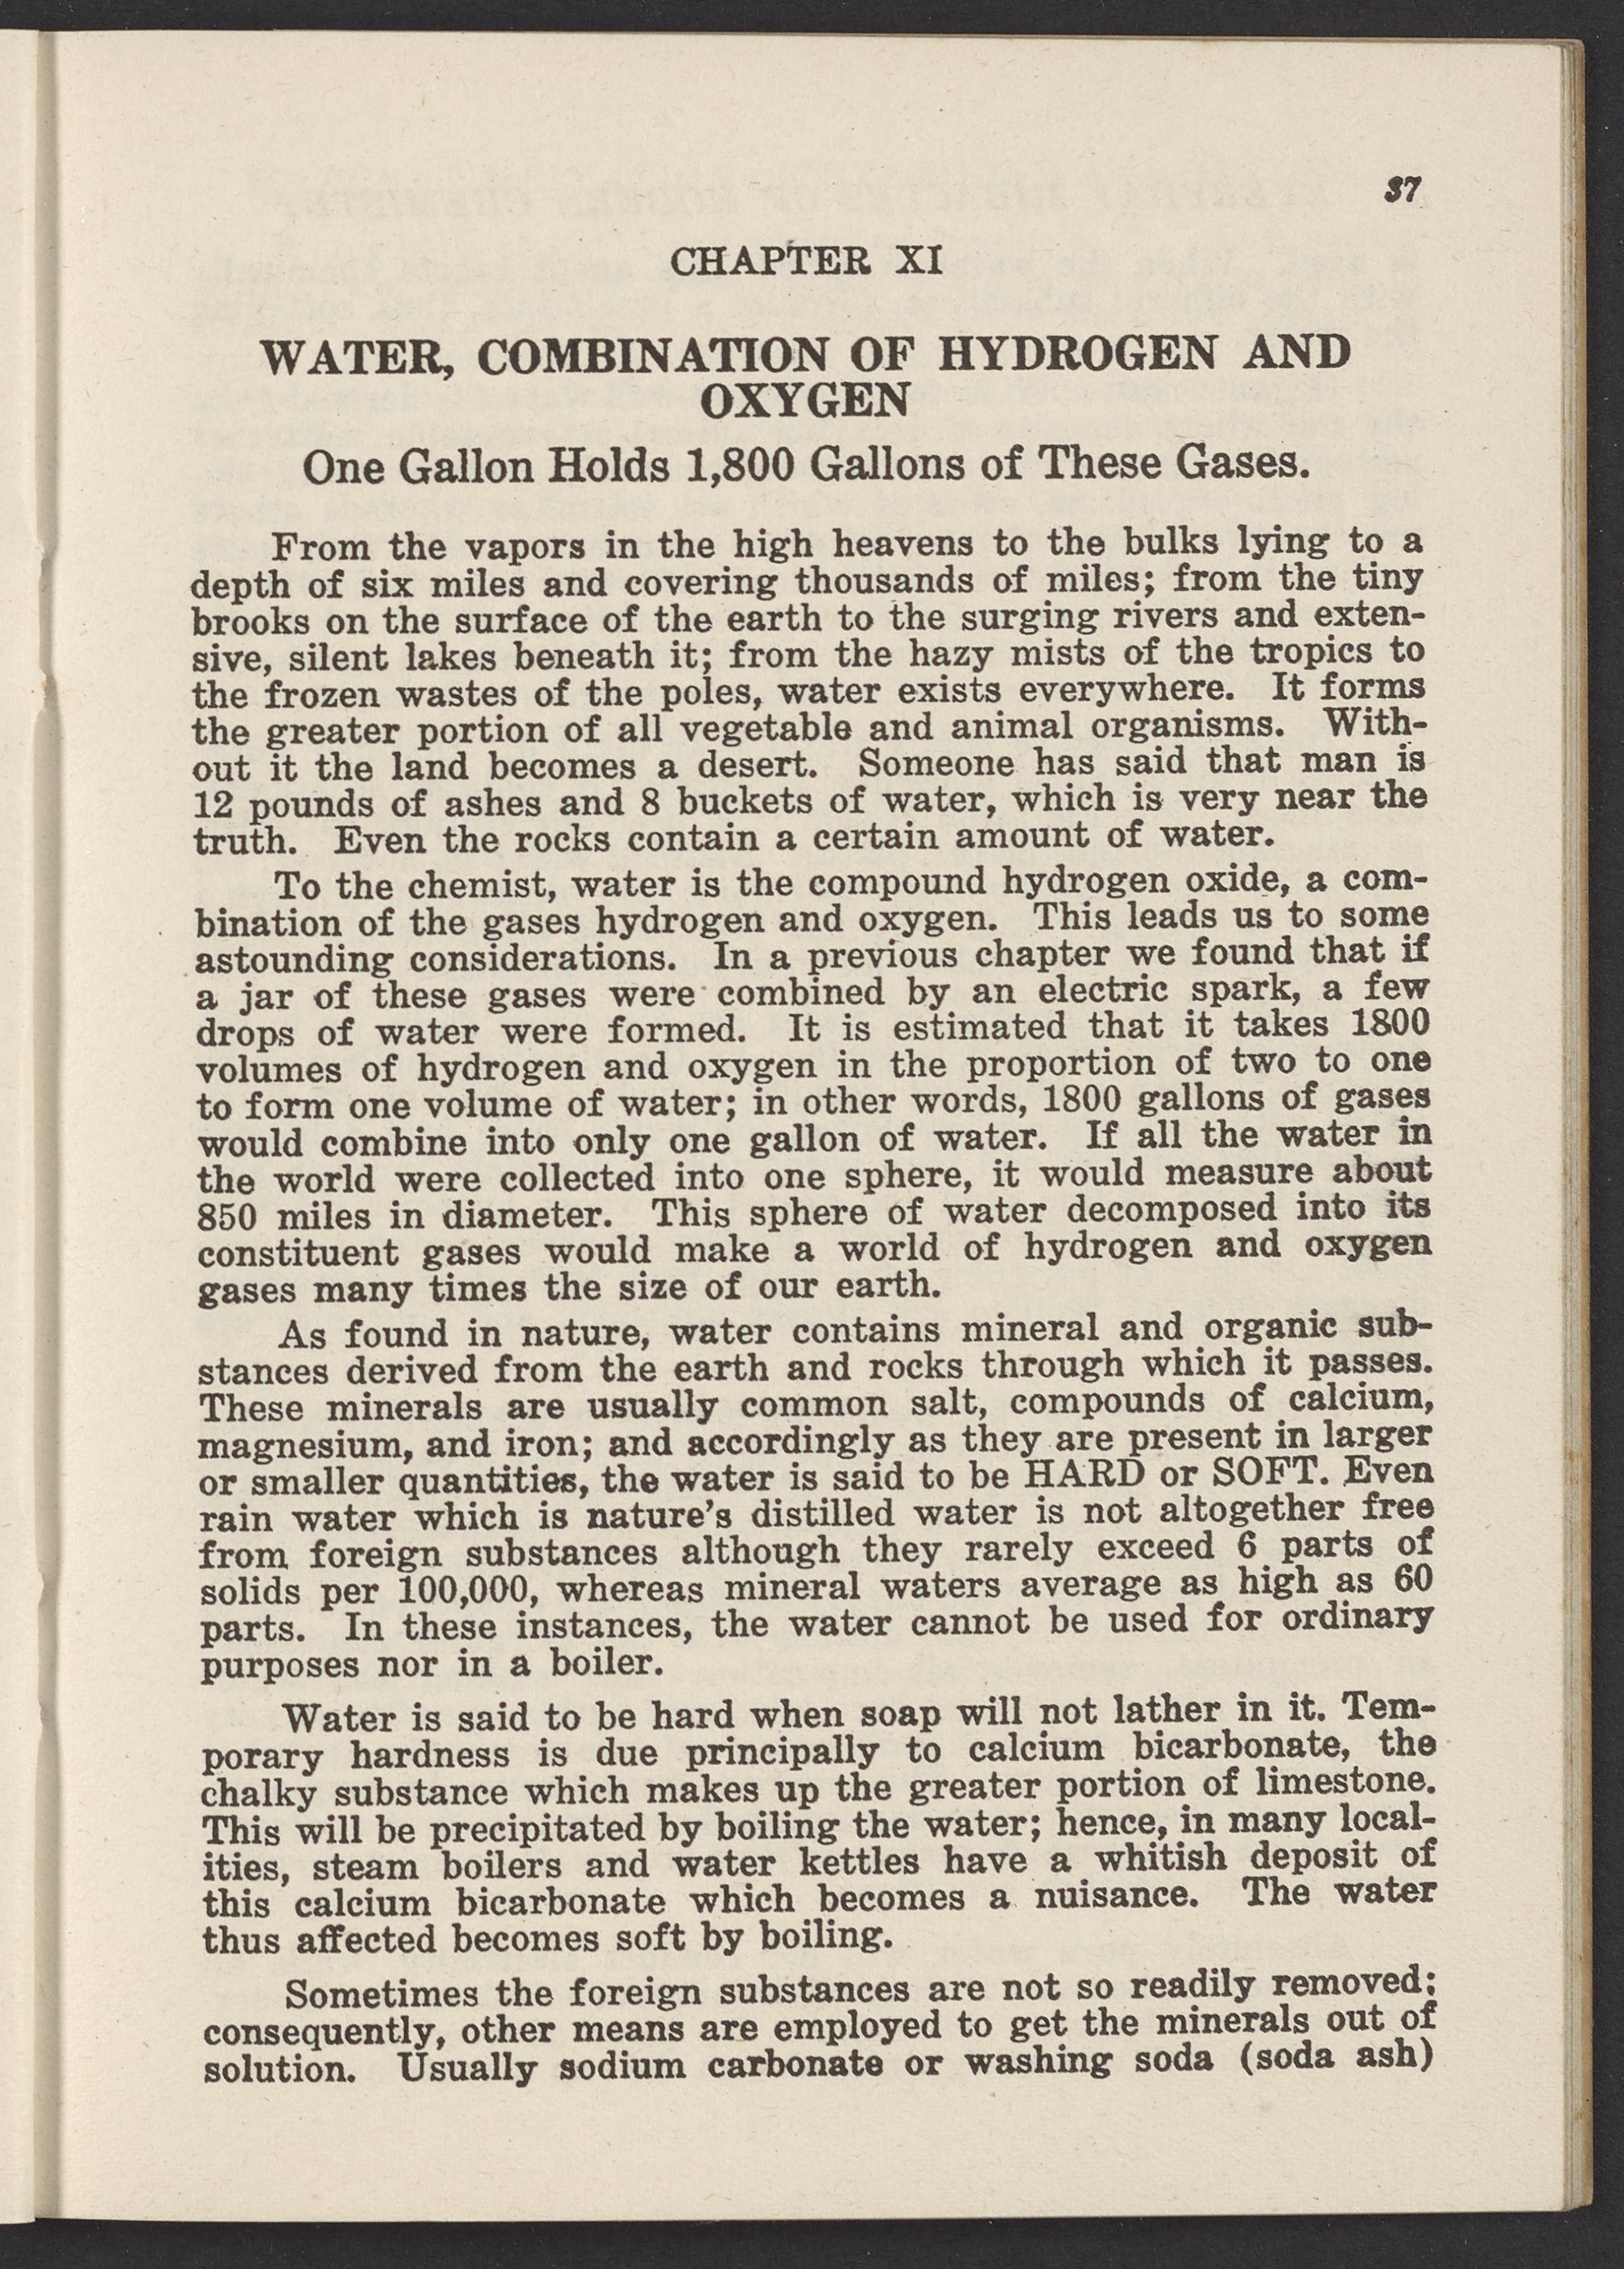 37
CHAPTER XI
WATER, COMBINATION OF HYDROGEN AND
OXYGEN
One Gallon Holds 1,800 Gallons of These Gases.
From the vapors in the high heavens to the bulks lying to a
depth of six miles and covering thousands of miles; from the tiny
brooks on the surface of the earth to the surging rivers and exten-
sive, silent lakes beneath it; from the hazy mists of the tropics to
the frozen wastes of the poles, water exists everywhere. It forms
the greater portion of all vegetable and animal organisms. With-
out it the land becomes a desert. Someone has said that man is
12 pounds of ashes and 8 buckets of water, which is very near the
truth. Even the rocks contain a certain amount of water.
To the chemist, water is the compound hydrogen oxide, a com-
bination of the gases hydrogen and oxygen. This leads us to some
astounding considerations. In a previous chapter we found that if
a jar of these gases were combined by an electric spark, a few
drops of water were formed. It is estimated that it takes 1800
volumes of hydrogen and oxygen in the proportion of two to one
to form one volume of water; in other words, 1800 gallons of gases
would combine into only one gallon of water. If all the water in
the world were collected into one sphere, it would measure about
850 miles in diameter. This sphere of water decomposed into its
constituent gases would make a world of hydrogen and oxygen
gases many times the size of our earth.
As found in nature, water contains mineral and organic sub-
stances derived from the earth and rocks through which it passes.
These minerals are usually common salt, compounds of calcium,
magnesium, and iron; and accordingly as they are present in larger
or smaller quantities, the water is said to be HARD or SOFT. Even
rain water which is nature's distilled water is not altogether free
from foreign substances although they rarely exceed 6 parts of
solids per 100,000, whereas mineral waters average as high as 60
parts. In these instances, the water cannot be used for ordinary
purposes nor in a boiler.
Water is said to be hard when soap will not lather in it. Tem-
porary hardness is due principally to calcium bicarbonate, the
chalky substance which makes up the greater portion of limestone.
This will be precipitated by boiling the water; hence, in many local-
ities, steam boilers and water kettles have a whitish deposit of
this calcium bicarbonate which becomes a nuisance. The water
thus affected becomes soft by boiling.
Sometimes the foreign substances are not so readily removed;
consequently, other means are employed to get the minerals out of
solution. Usually sodium carbonate or washing soda (soda ash)